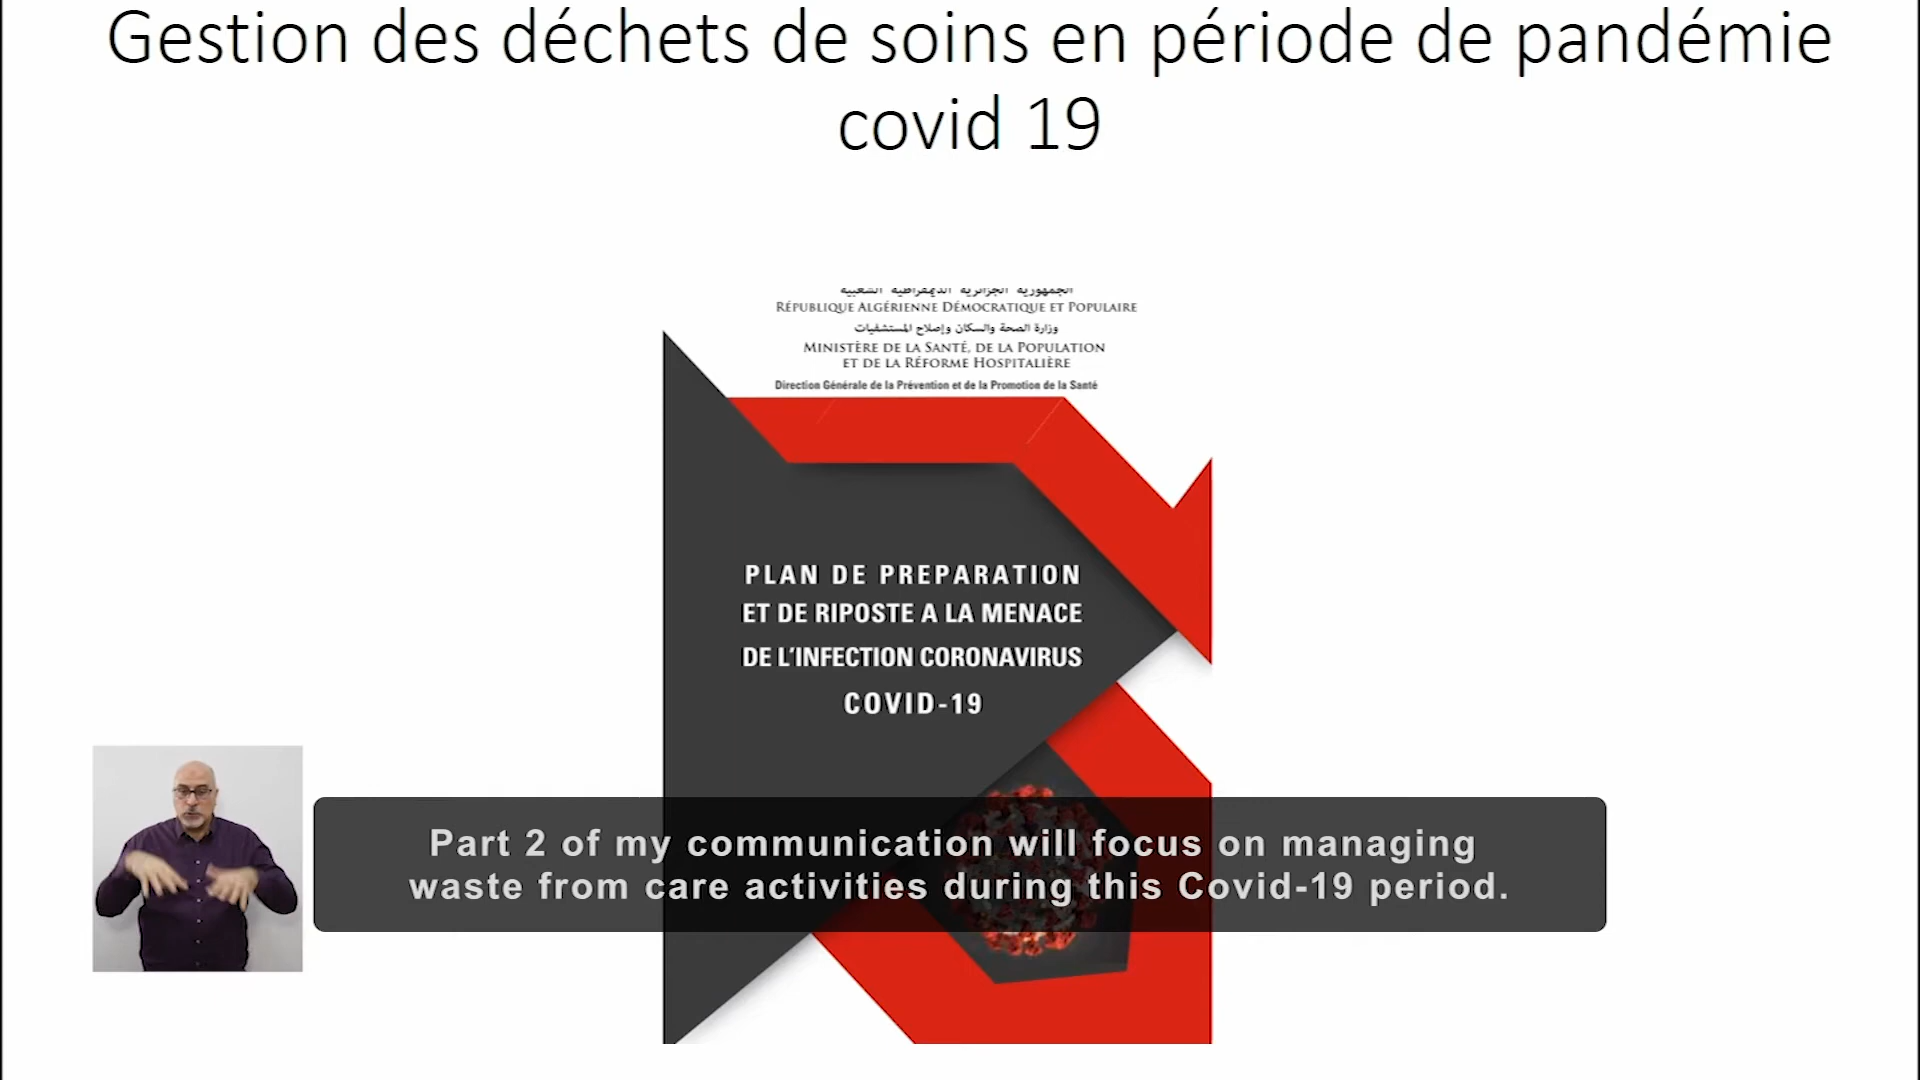 Gestion des déchets de soins en période de pandémie
covid 19
الجمهورية الجزائرية الديمقراطية الشعبية
RÉPUBLIQUE ALGÉRIENNE DÉMOCRATIQUE ET POPULAIRE
وزارة الصحة والسكان وإصلاح المستشفيات
MINISTÈRE DE LA SANTÉ, DE LA POPULATION
ET DE LA RÉFORME HOSPITALIÈRE
Direction Générale de la Prévention et de la Promotion de la Santé
PLAN DE PREPARATION
ET DE RIPOSTE A LA MENACE
DE L'INFECTION CORONAVIRUS
COVID-19
Part 2 of my communication will focus on managing
waste from care activities during this Covid-19 period.